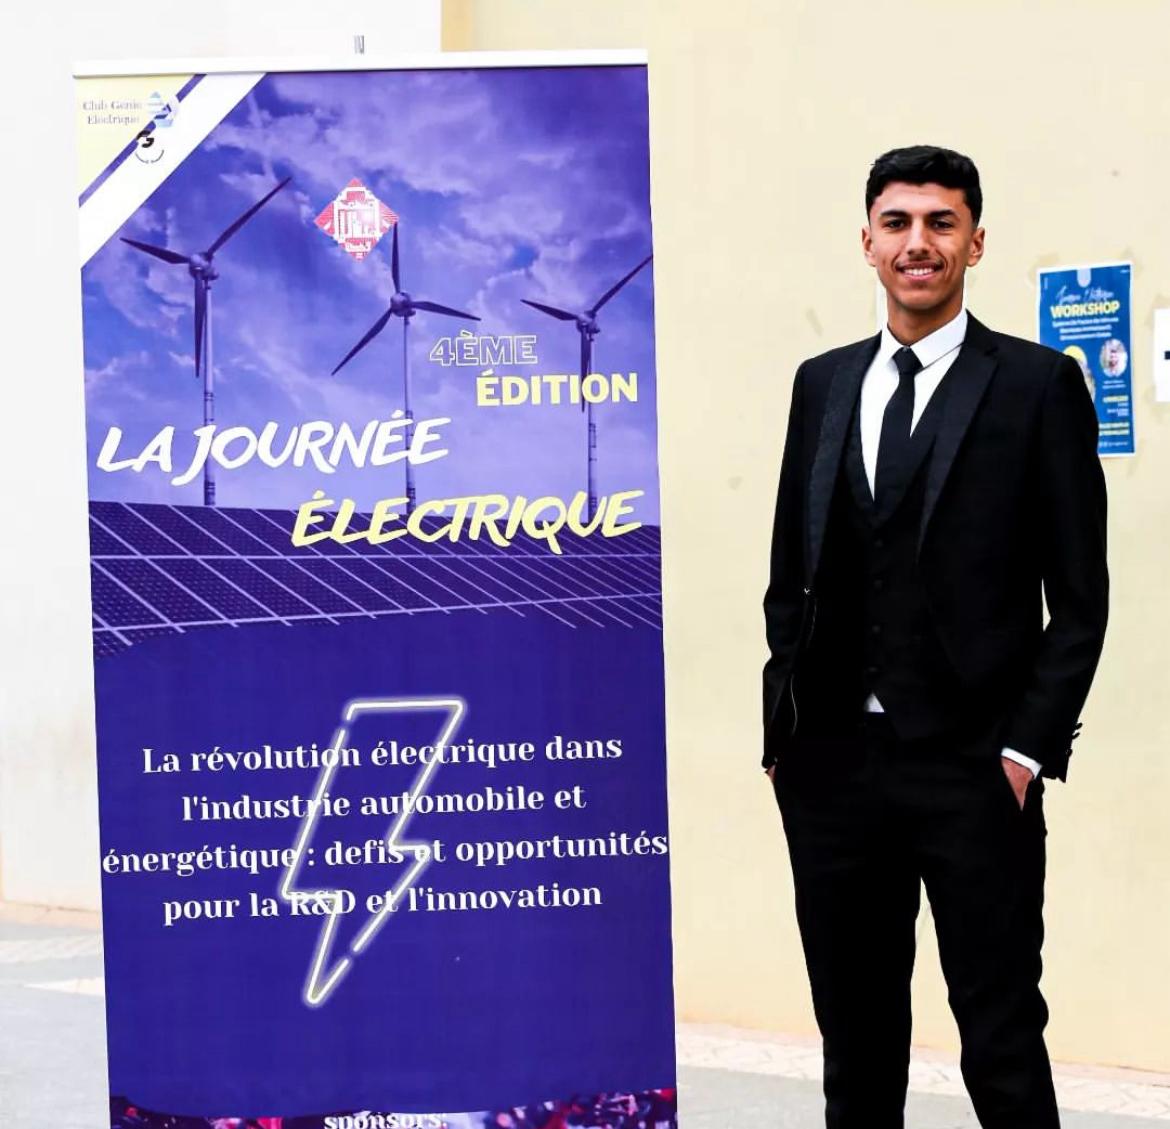 Club Génie
Electrique
4ÈME
ÉDITION
LA JOURNÉE
ÉLECTRIQUE
La révolution électrique dans
l'industrie automobile et
énergétique : defis et opportunités
pour la R&D et l'innovation
sponsors:
WORKSHOP